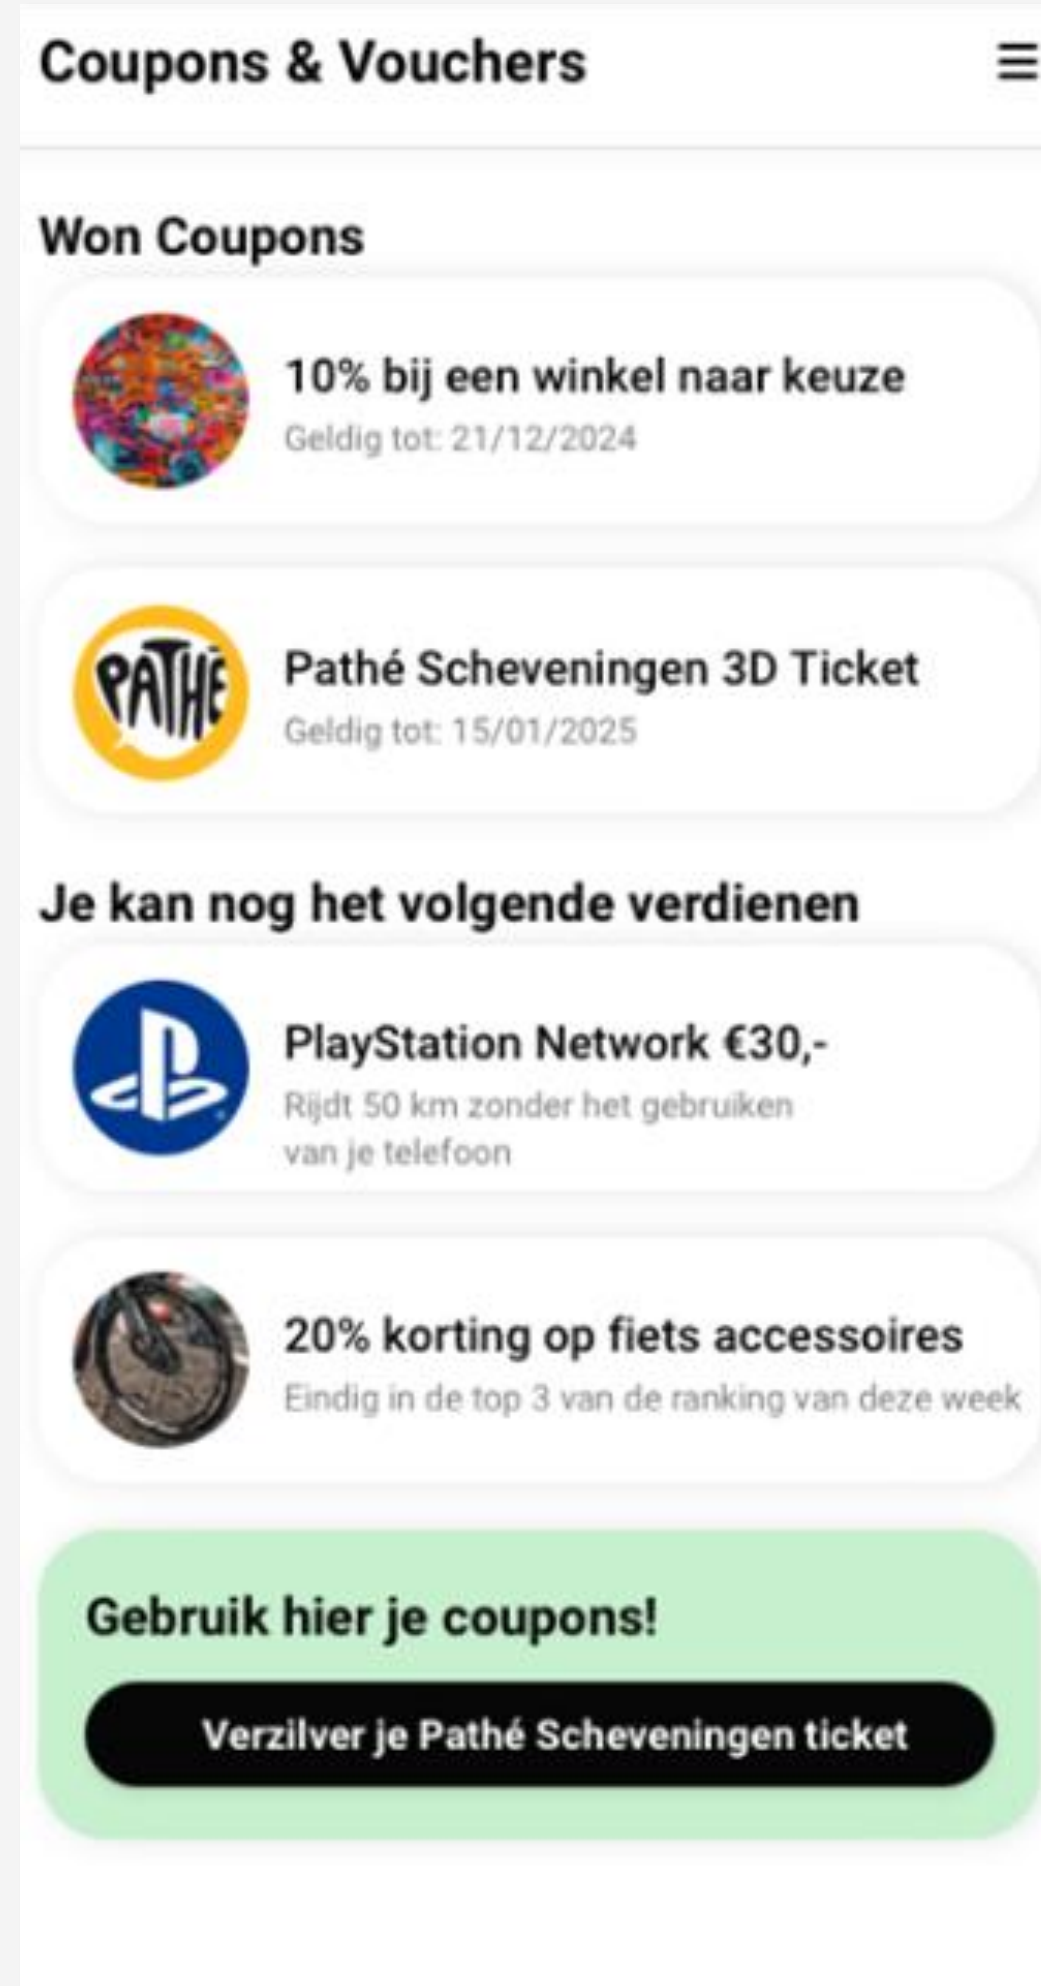 Coupons & Vouchers
Won Coupons
10% bij een winkel naar keuze
Geldig tot: 21/12/2024
PATHÉ
Pathé Scheveningen 3D Ticket
Geldig tot: 15/01/2025
Je kan nog het volgende verdienen
PlayStation Network €30,-
Rijdt 50 km zonder het gebruiken
van je telefoon
20% korting op fiets accessoires
Eindig in de top 3 van de ranking van deze week
Gebruik hier je coupons!
Verzilver je Pathé Scheveningen ticket